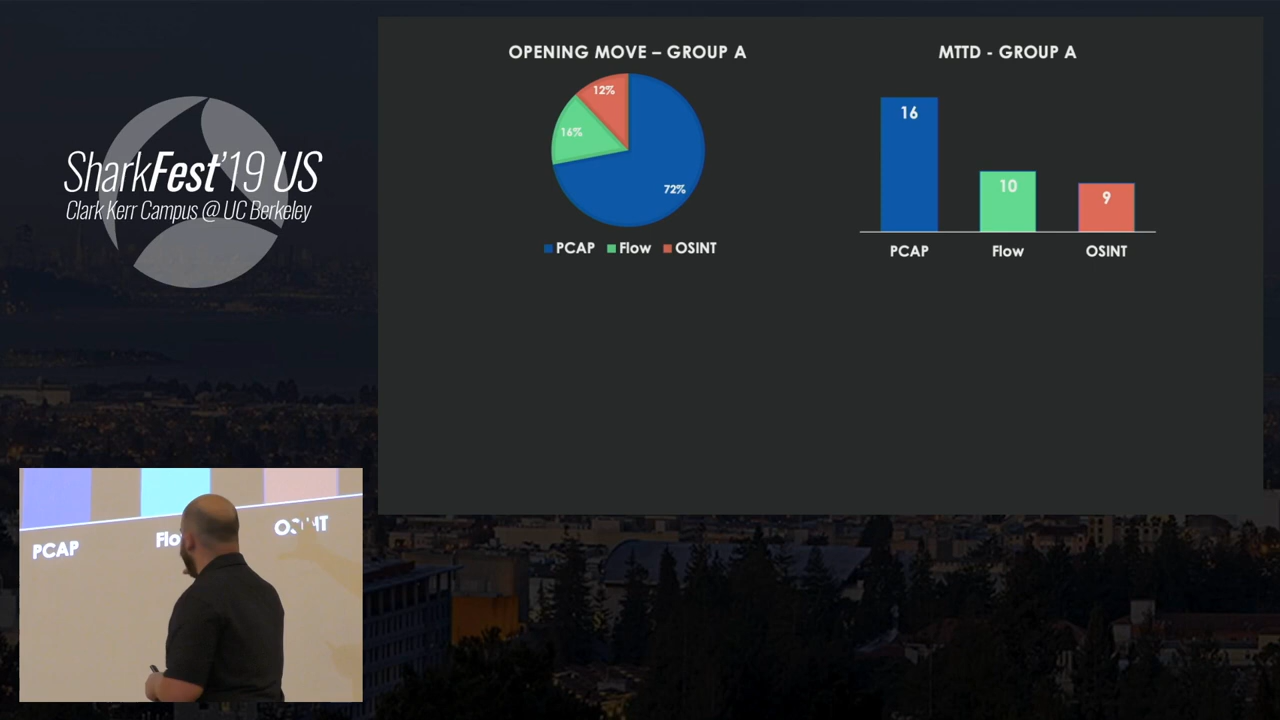 SharkFest'19 US
Clark Kerr Campus @ UC Berkeley
OPENING MOVE – GROUP A
12%
16%
72%
PCAP Flow OSINT
MTTD - GROUP A
16
10
9
PCAP Flow OSINT
PCAP
Flo